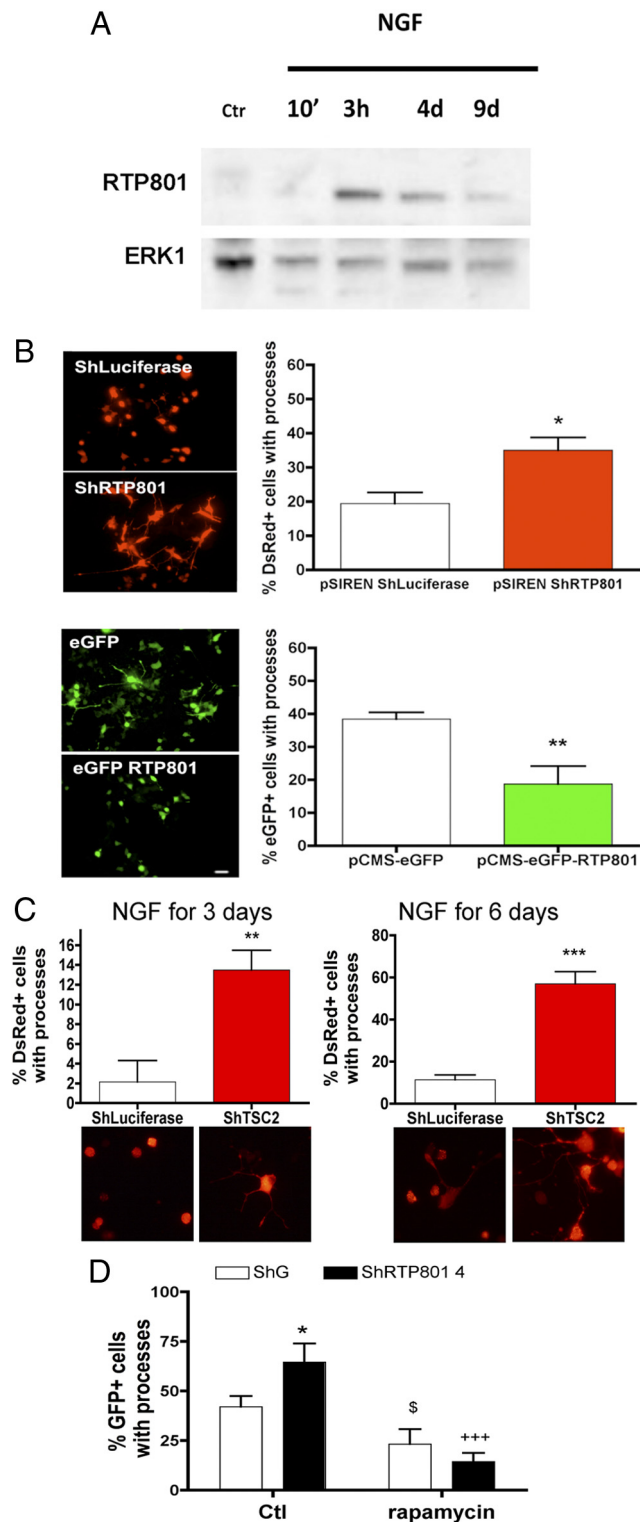 A
NGF
Ctr 10' 3h 4d 9d
RTP801
ERK1
B
ShLuciferase
ShRTP801
% DsRed+ cells with processes
60
50
40
30
20
10
0
*
pSIREN ShLuciferase pSIREN ShRTP801
eGFP
eGFP RTP801
% eGFP+ cells with processes
60
50
40
30
20
10
0
**
pCMS-eGFP pCMS-eGFP-RTP801
C
NGF for 3 days
% DsRed+ cells
with processes
16
14
12
10
8
6
4
2
0
**
ShLuciferase ShTSC2
NGF for 6 days
% DsRed+ cells
with processes
80
60
40
20
0
***
ShLuciferase ShTSC2
D
ShG ShRTP801 4
% GFP+ cells
with processes
100
75
50
25
0
*
$
+++
Ctl rapamycin